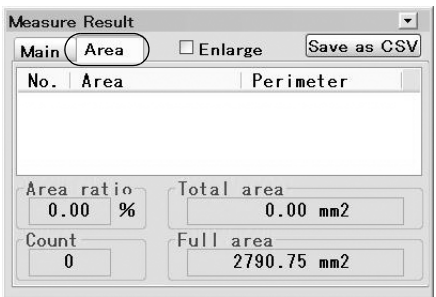 Measure Result
Main Area Enlarge Save as CSV
No. Area Perimeter
Area ratio Total area
0.00 % 0.00 mm2
Count Full area
0 2790.75 mm2